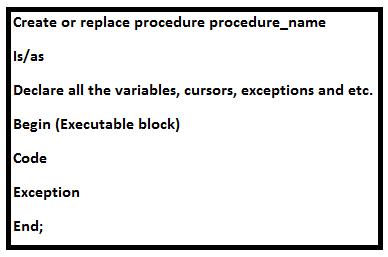 Create or replace procedure procedure_name
Is/as
Declare all the variables, cursors, exceptions and etc.
Begin (Executable block)
Code
Exception
End;